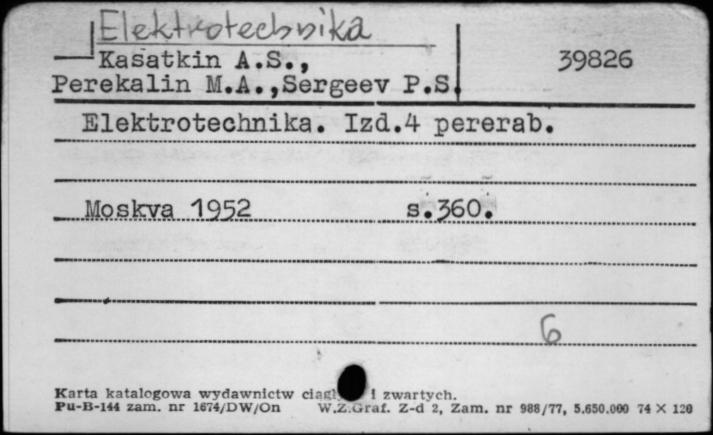 Elektrotechnika
Kasatkin A.S., 39826
Perekalin M.A.,Sergeev P.S.
Elektrotechnika. Izd.4 pererab.
Moskva 1952 s.360.
6
Karta katalogowa wydawnictw i zwartych.
Pu-B-144 zam. nr 1674/DW/On W.Z.Graf. Z-d 2, Zam. nr 988/77, 5.650.000 74 X 120